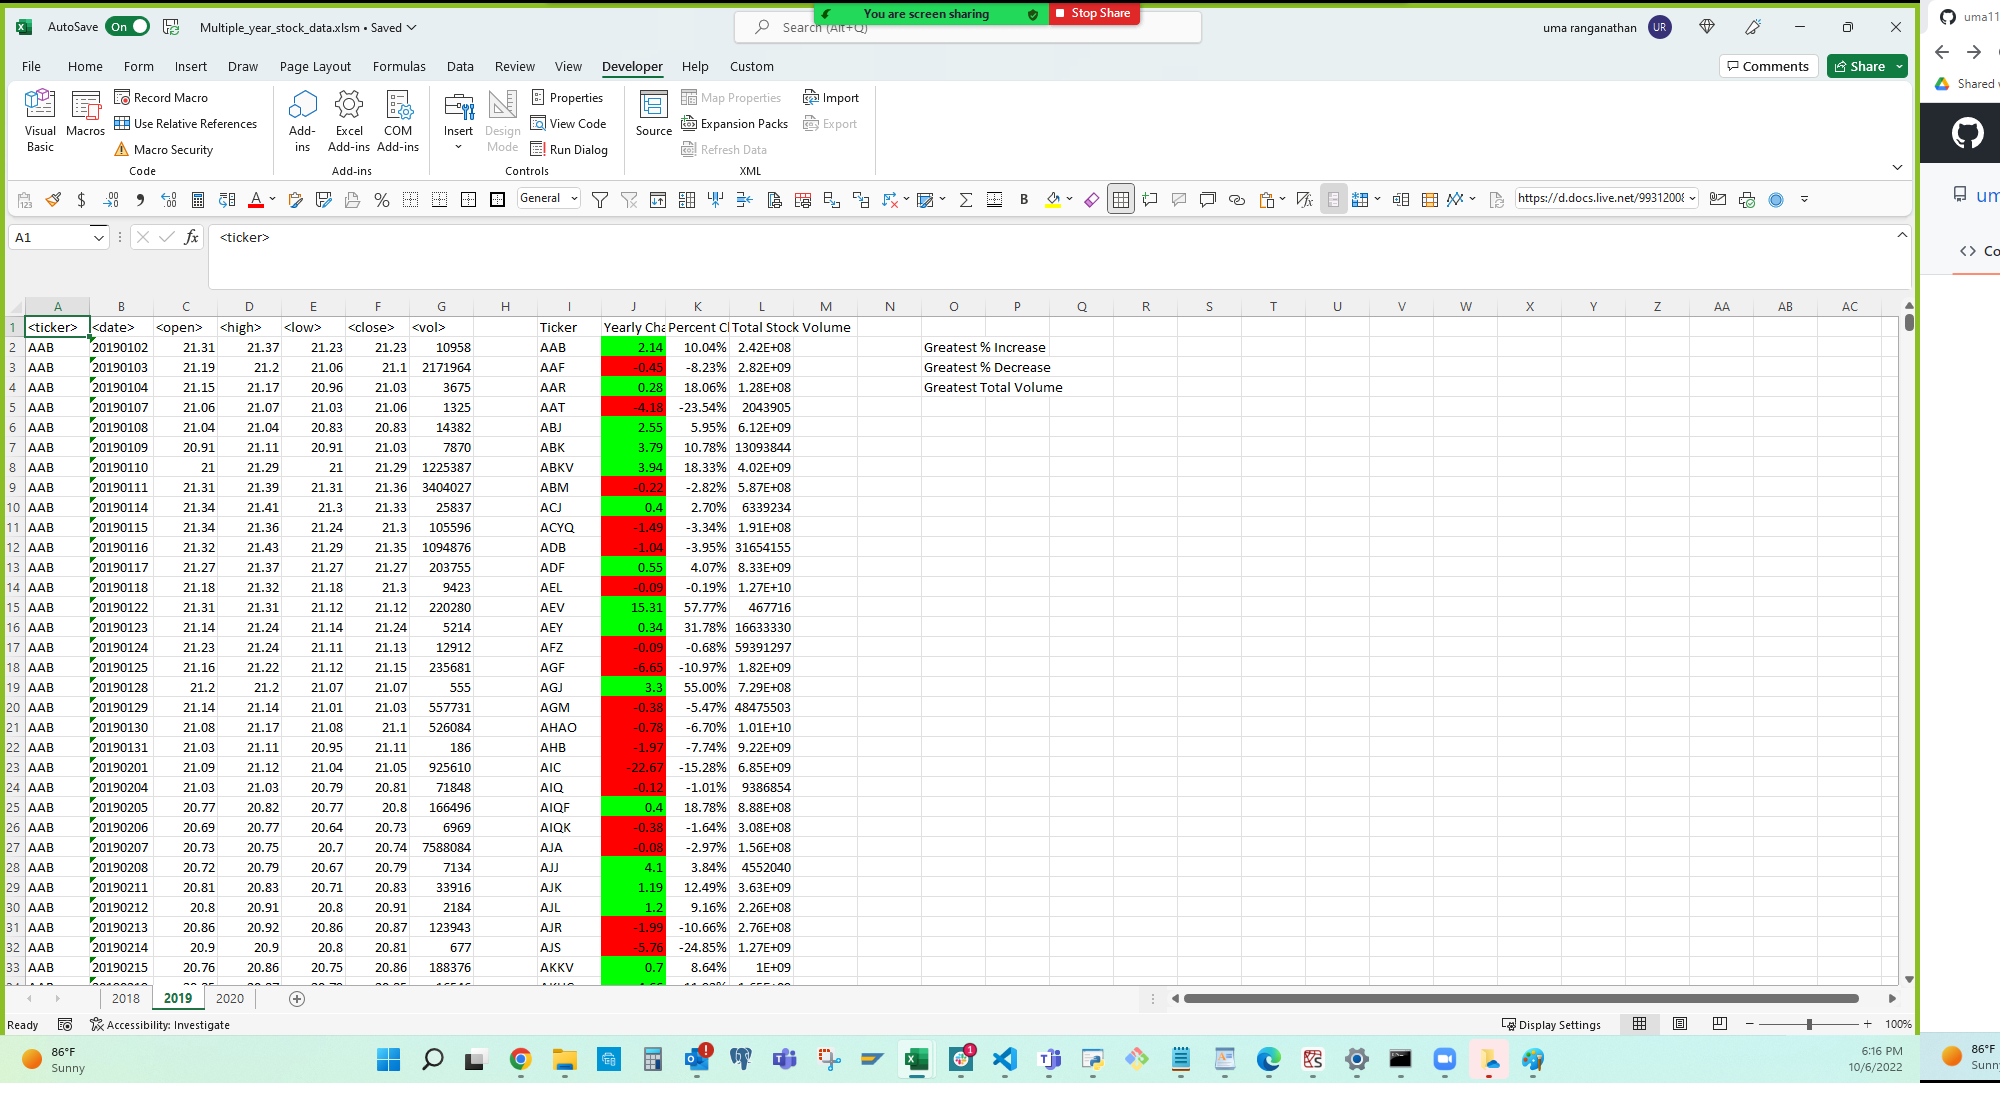 AutoSave On Multiple_year_stock_data.xlsm • Saved Search (Alt+Q) You are screen sharing Stop Share uma ranganathan UR uma11
File Home Form Insert Draw Page Layout Formulas Data Review View Developer Help Custom Comments Share
Shared
Visual Basic Macros Record Macro Use Relative References Macro Security Code
Add-ins Excel Add-ins COM Add-ins Add-ins
Insert Design Mode Properties View Code Run Dialog Controls
Source Map Properties Expansion Packs Refresh Data Import Export XML
General https://d.docs.live.net/9931200
A1 fx <ticker>
um
Co
A B C D E F G H I J K L M N O P Q R S T U V W X Y Z AA AB AC
1 <ticker> <date> <open> <high> <low> <close> <vol> Ticker Yearly Cha Percent Cl Total Stock Volume
2 AAB 20190102 21.31 21.37 21.23 21.23 10958 AAB 2.14 10.04% 2.42E+08 Greatest % Increase
3 AAB 20190103 21.19 21.2 21.06 21.1 2171964 AAF -0.45 -8.23% 2.82E+09 Greatest % Decrease
4 AAB 20190104 21.15 21.17 20.96 21.03 3675 AAR 0.28 18.06% 1.28E+08 Greatest Total Volume
5 AAB 20190107 21.06 21.07 21.03 21.06 1325 AAT -4.18 -23.54% 2043905
6 AAB 20190108 21.04 21.04 20.83 20.83 14382 ABJ 2.55 5.95% 6.12E+09
7 AAB 20190109 20.91 21.11 20.91 21.03 7870 ABK 3.79 10.78% 13093844
8 AAB 20190110 21 21.29 21 21.29 1225387 ABKV 3.94 18.33% 4.02E+09
9 AAB 20190111 21.31 21.39 21.31 21.36 3404027 ABM -0.22 -2.82% 5.87E+08
10 AAB 20190114 21.34 21.41 21.3 21.33 25837 ACJ 0.4 2.70% 6339234
11 AAB 20190115 21.34 21.36 21.24 21.3 105596 ACYQ -1.49 -3.34% 1.91E+08
12 AAB 20190116 21.32 21.43 21.29 21.35 1094876 ADB -1.04 -3.95% 31654155
13 AAB 20190117 21.27 21.37 21.27 21.27 203755 ADF 0.55 4.07% 8.33E+09
14 AAB 20190118 21.18 21.32 21.18 21.3 9423 AEL -0.09 -0.19% 1.27E+10
15 AAB 20190122 21.31 21.31 21.12 21.12 220280 AEV 15.31 57.77% 467716
16 AAB 20190123 21.14 21.24 21.14 21.24 5214 AEY 0.34 31.78% 16633330
17 AAB 20190124 21.23 21.24 21.11 21.13 12912 AFZ -0.09 -0.68% 59391297
18 AAB 20190125 21.16 21.22 21.12 21.15 235681 AGF -6.65 -10.97% 1.82E+09
19 AAB 20190128 21.2 21.2 21.07 21.07 555 AGJ 3.3 55.00% 7.29E+08
20 AAB 20190129 21.14 21.14 21.01 21.03 557731 AGM -0.38 -5.47% 48475503
21 AAB 20190130 21.08 21.17 21.08 21.1 526084 AHAO -0.78 -6.70% 1.01E+10
22 AAB 20190131 21.03 21.11 20.95 21.11 186 AHB -1.97 -7.74% 9.22E+09
23 AAB 20190201 21.09 21.12 21.04 21.05 925610 AIC -22.67 -15.28% 6.85E+09
24 AAB 20190204 21.03 21.03 20.79 20.81 71848 AIQ -0.12 -1.01% 9386854
25 AAB 20190205 20.77 20.82 20.77 20.8 166496 AIQF 0.4 18.78% 8.88E+08
26 AAB 20190206 20.69 20.77 20.64 20.73 6969 AIQK -0.38 -1.64% 3.08E+08
27 AAB 20190207 20.73 20.75 20.7 20.74 7588084 AJA -0.08 -2.97% 1.56E+08
28 AAB 20190208 20.72 20.79 20.67 20.79 7134 AJJ 4.1 3.84% 4552040
29 AAB 20190211 20.81 20.83 20.71 20.83 33916 AJK 1.19 12.49% 3.63E+09
30 AAB 20190212 20.8 20.91 20.8 20.91 2184 AJL 1.2 9.16% 2.26E+08
31 AAB 20190213 20.86 20.92 20.86 20.87 123943 AJR -1.99 -10.66% 2.76E+08
32 AAB 20190214 20.9 20.9 20.8 20.81 677 AJS -5.76 -24.85% 1.27E+09
33 AAB 20190215 20.76 20.86 20.75 20.86 188376 AKKV 0.7 8.64% 1E+09
2018 2019 2020
Ready Accessibility: Investigate Display Settings 100%
86°F Sunny 6:16 PM 10/6/2022 86°F Sunny